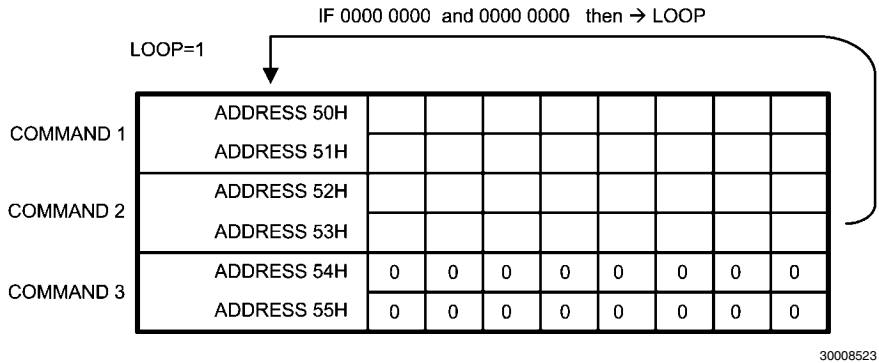 IF 0000 0000 and 0000 0000 then → LOOP
LOOP=1
COMMAND 1
ADDRESS 50H
ADDRESS 51H
COMMAND 2
ADDRESS 52H
ADDRESS 53H
COMMAND 3
ADDRESS 54H 0 0 0 0 0 0 0 0
ADDRESS 55H 0 0 0 0 0 0 0 0
30008523